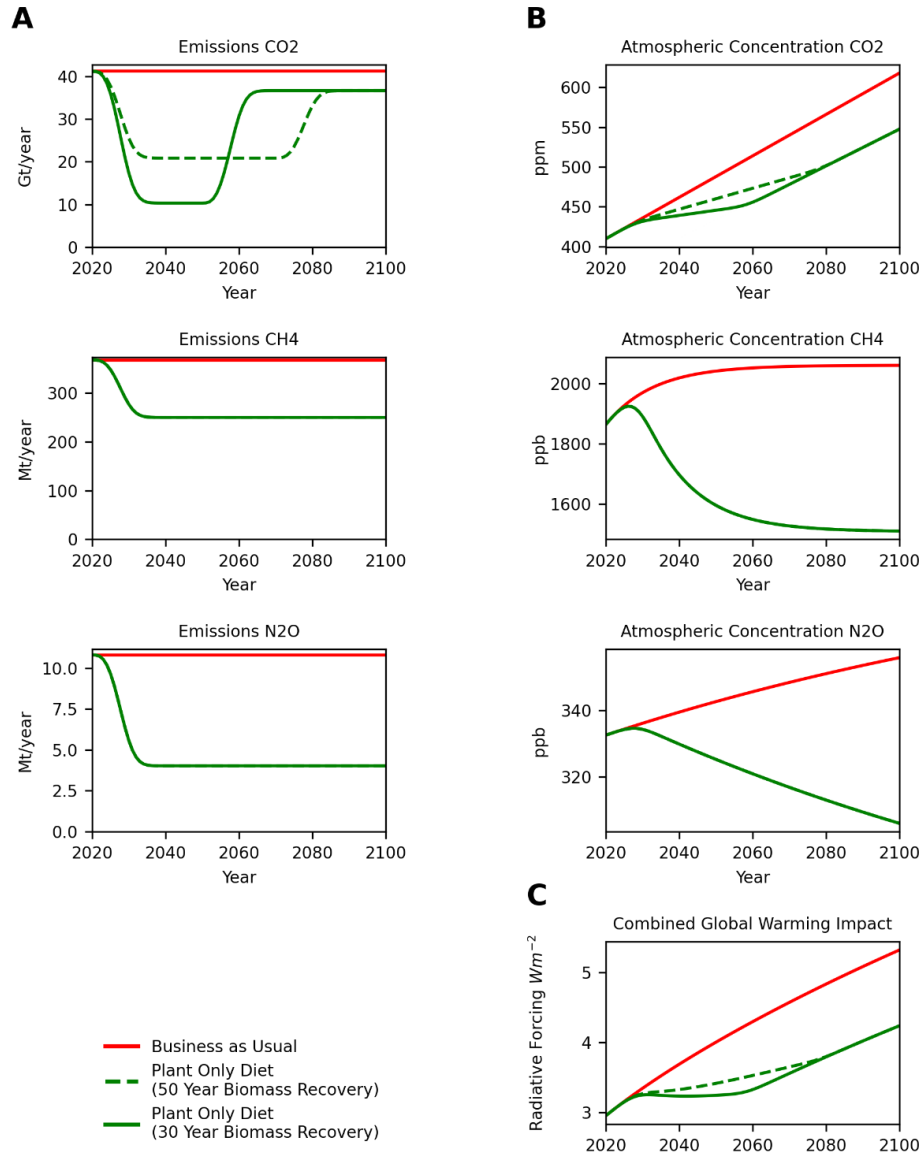 A
Emissions CO2
Gt/year
40
30
20
10
0
2020 2040 2060 2080 2100
Year
B
Atmospheric Concentration CO2
ppm
600
550
500
450
400
2020 2040 2060 2080 2100
Year
Emissions CH4
Mt/year
300
200
100
0
2020 2040 2060 2080 2100
Year
Atmospheric Concentration CH4
ppb
2000
1800
1600
2020 2040 2060 2080 2100
Year
Emissions N2O
Mt/year
10.0
7.5
5.0
2.5
0.0
2020 2040 2060 2080 2100
Year
Atmospheric Concentration N2O
ppb
340
320
2020 2040 2060 2080 2100
Year
C
Combined Global Warming Impact
Radiative Forcing Wm⁻²
5
4
3
2020 2040 2060 2080 2100
Year
Business as Usual
Plant Only Diet
(50 Year Biomass Recovery)
Plant Only Diet
(30 Year Biomass Recovery)